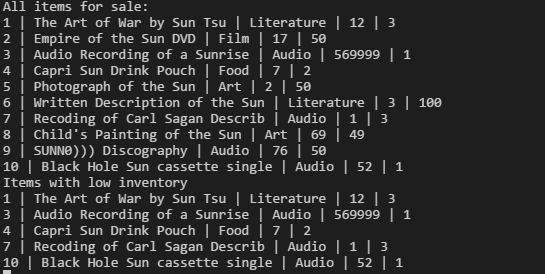 All items for sale:
1 | The Art of War by Sun Tsu | Literature | 12 | 3
2 | Empire of the Sun DVD | Film | 17 | 50
3 | Audio Recording of a Sunrise | Audio | 569999 | 1
4 | Capri Sun Drink Pouch | Food | 7 | 2
5 | Photograph of the Sun | Art | 2 | 50
6 | Written Description of the Sun | Literature | 3 | 100
7 | Recoding of Carl Sagan Describ | Audio | 1 | 3
8 | Child's Painting of the Sun | Art | 69 | 49
9 | SUNN0))) Discography | Audio | 76 | 50
10 | Black Hole Sun cassette single | Audio | 52 | 1
Items with low inventory
1 | The Art of War by Sun Tsu | Literature | 12 | 3
3 | Audio Recording of a Sunrise | Audio | 569999 | 1
4 | Capri Sun Drink Pouch | Food | 7 | 2
7 | Recoding of Carl Sagan Describ | Audio | 1 | 3
10 | Black Hole Sun cassette single | Audio | 52 | 1